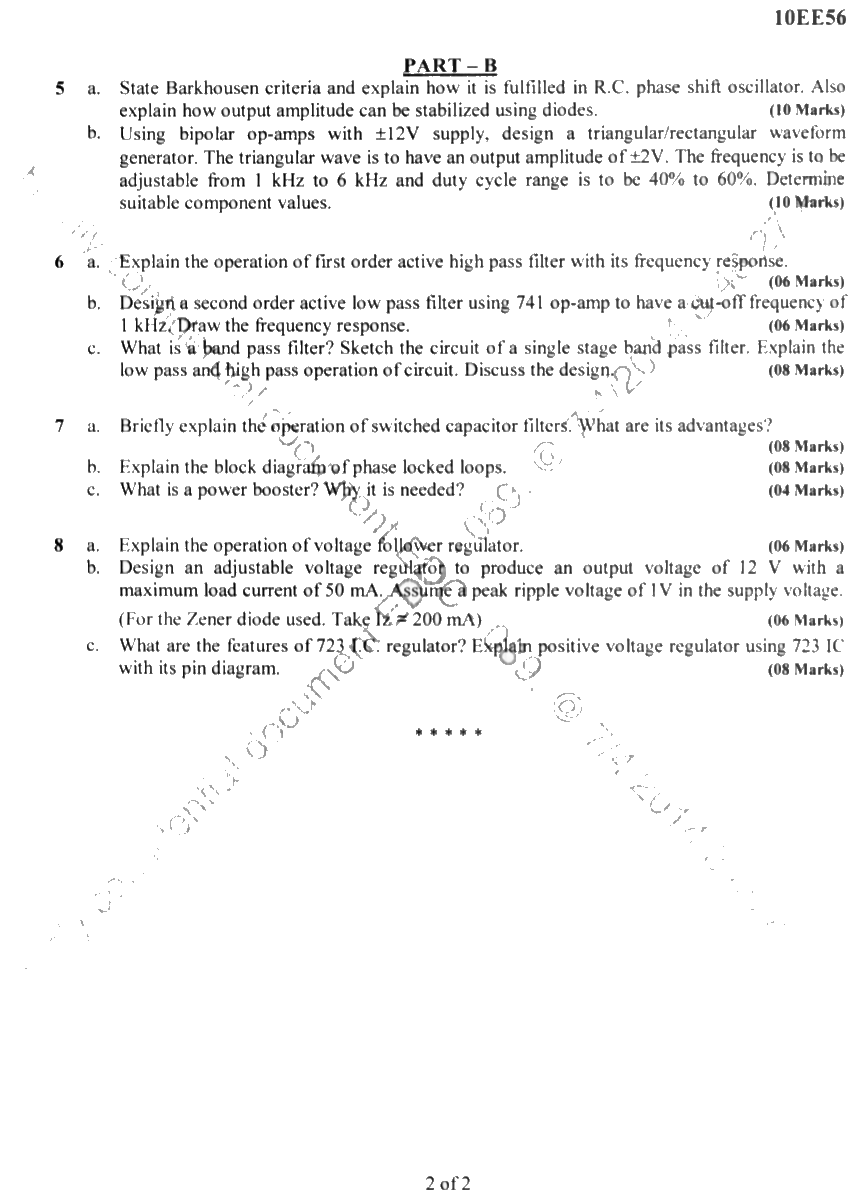 10EE56
PART – B
5 a. State Barkhousen criteria and explain how it is fulfilled in R.C. phase shift oscillator. Also
explain how output amplitude can be stabilized using diodes. (10 Marks)
b. Using bipolar op-amps with ±12V supply, design a triangular/rectangular waveform
generator. The triangular wave is to have an output amplitude of ±2V. The frequency is to be
adjustable from 1 kHz to 6 kHz and duty cycle range is to be 40% to 60%. Determine
suitable component values. (10 Marks)
6 a. Explain the operation of first order active high pass filter with its frequency response.
(06 Marks)
b. Design a second order active low pass filter using 741 op-amp to have a cut-off frequency of
1 kHz. Draw the frequency response. (06 Marks)
c. What is a band pass filter? Sketch the circuit of a single stage band pass filter. Explain the
low pass and high pass operation of circuit. Discuss the design. (08 Marks)
7 a. Briefly explain the operation of switched capacitor filters. What are its advantages?
(08 Marks)
b. Explain the block diagram of phase locked loops. (08 Marks)
c. What is a power booster? Why it is needed? (04 Marks)
8 a. Explain the operation of voltage follower regulator. (06 Marks)
b. Design an adjustable voltage regulator to produce an output voltage of 12 V with a
maximum load current of 50 mA. Assume a peak ripple voltage of 1V in the supply voltage.
(For the Zener diode used. Take Iz = 200 mA) (06 Marks)
c. What are the features of 723 I.C. regulator? Explain positive voltage regulator using 723 IC
with its pin diagram. (08 Marks)
* * * * *
2 of 2